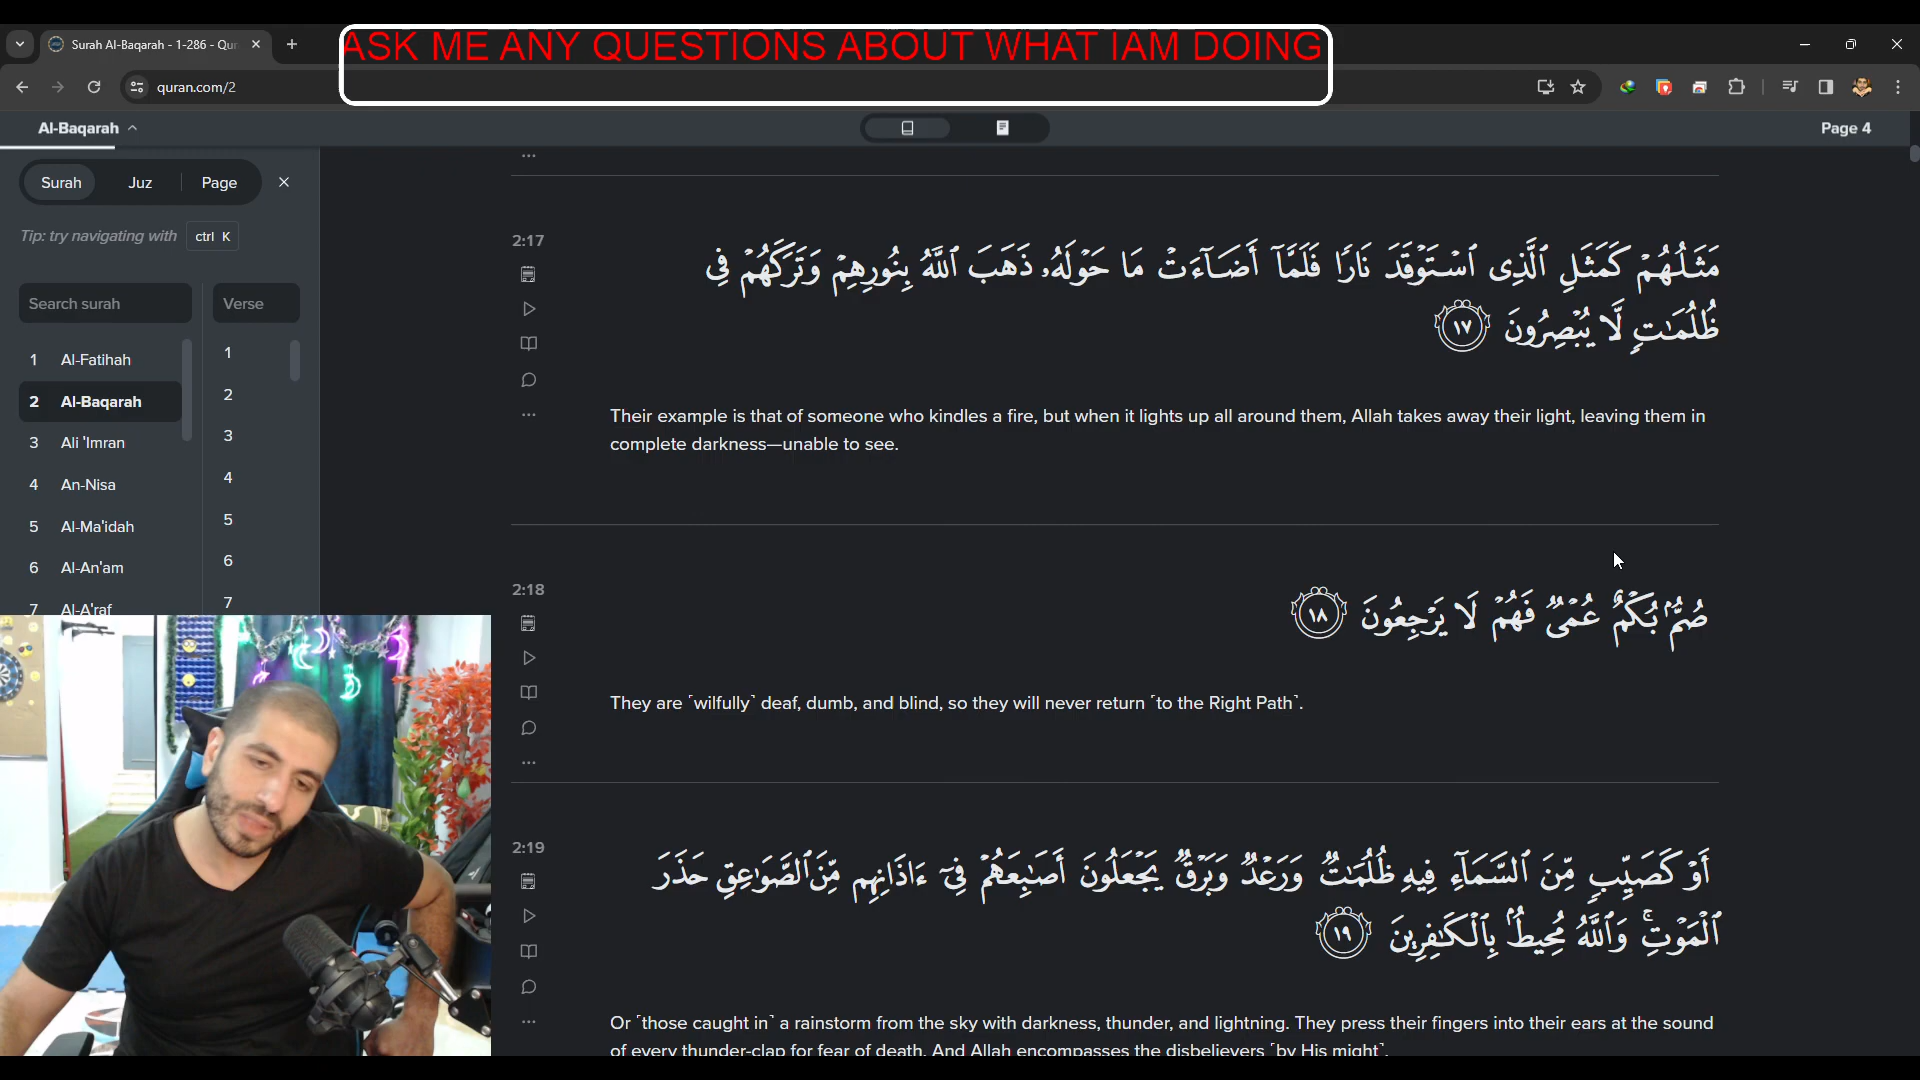 ASK ME ANY QUESTIONS ABOUT WHAT IAM DOING
Surah Al-Baqarah - 1-286 - Qur
quran.com/2
Al-Baqarah
Page 4
Surah
Juz
Page
Tip: try navigating with ctrl K
Search surah
Verse
1 Al-Fatihah
2 Al-Baqarah
3 Ali 'Imran
4 An-Nisa
5 Al-Ma'idah
6 Al-An'am
7 Al-A'raf
1
2
3
4
5
6
7
2:17
مَثَلُهُمْ كَمَثَلِ ٱلَّذِى ٱسْتَوْقَدَ نَارًا فَلَمَّآ أَضَآءَتْ مَا حَوْلَهُۥ ذَهَبَ ٱللَّهُ بِنُورِهِمْ وَتَرَكَهُمْ فِى
ظُلُمَـٰتٍ لَّا يُبْصِرُونَ ١٧
Their example is that of someone who kindles a fire, but when it lights up all around them, Allah takes away their light, leaving them in
complete darkness—unable to see.
2:18
صُمٌّۢ بُكْمٌ عُمْىٌ فَهُمْ لَا يَرْجِعُونَ ١٨
They are ˹wilfully˺ deaf, dumb, and blind, so they will never return ˹to the Right Path˺.
2:19
أَوْ كَصَيِّبٍ مِّنَ ٱلسَّمَآءِ فِيهِ ظُلُمَـٰتٌ وَرَعْدٌ وَبَرْقٌ يَجْعَلُونَ أَصَـٰبِعَهُمْ فِىٓ ءَاذَانِهِم مِّنَ ٱلصَّوَٰعِقِ حَذَرَ
ٱلْمَوْتِ ۚ وَٱللَّهُ مُحِيطٌۢ بِٱلْكَـٰفِرِينَ ١٩
Or ˹those caught in˺ a rainstorm from the sky with darkness, thunder, and lightning. They press their fingers into their ears at the sound
of every thunder-clap for fear of death. And Allah encompasses the disbelievers ˹by His might˺.